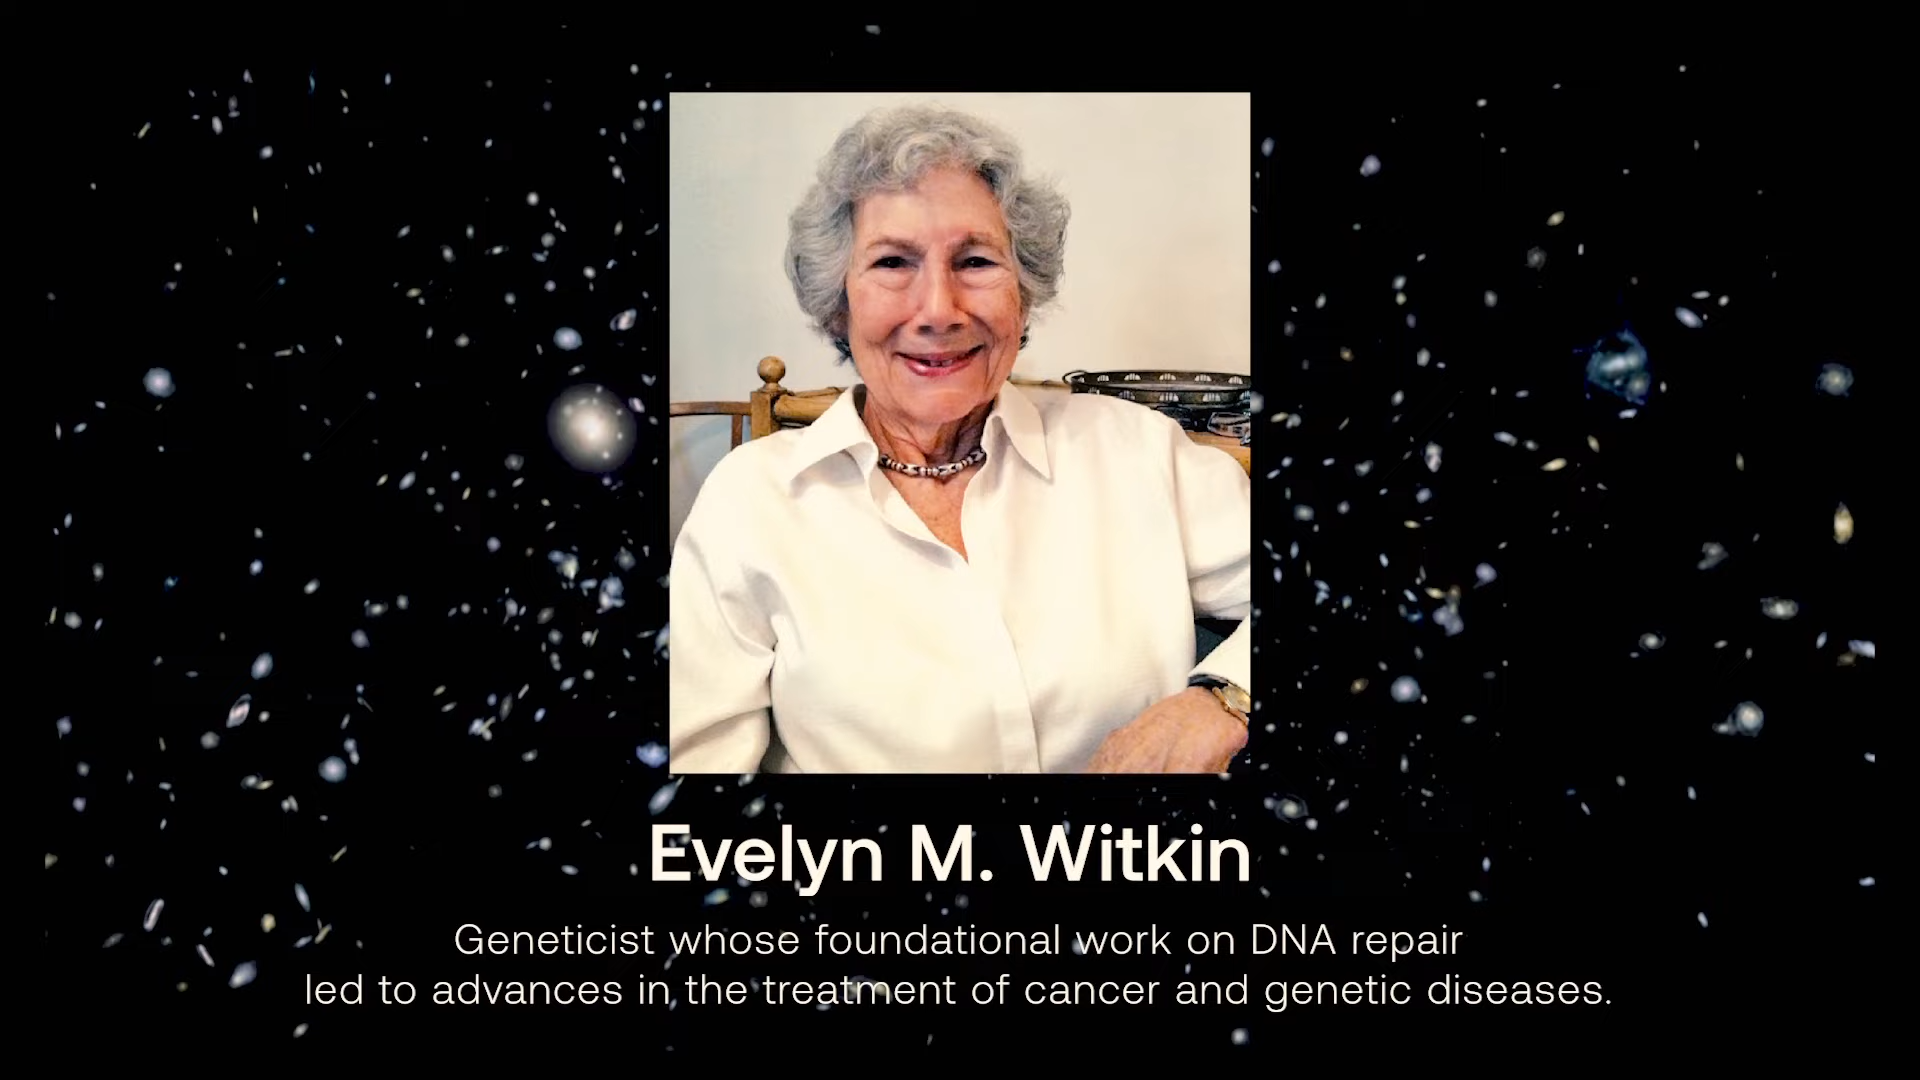 Evelyn M. Witkin
Geneticist whose foundational work on DNA repair
led to advances in the treatment of cancer and genetic diseases.